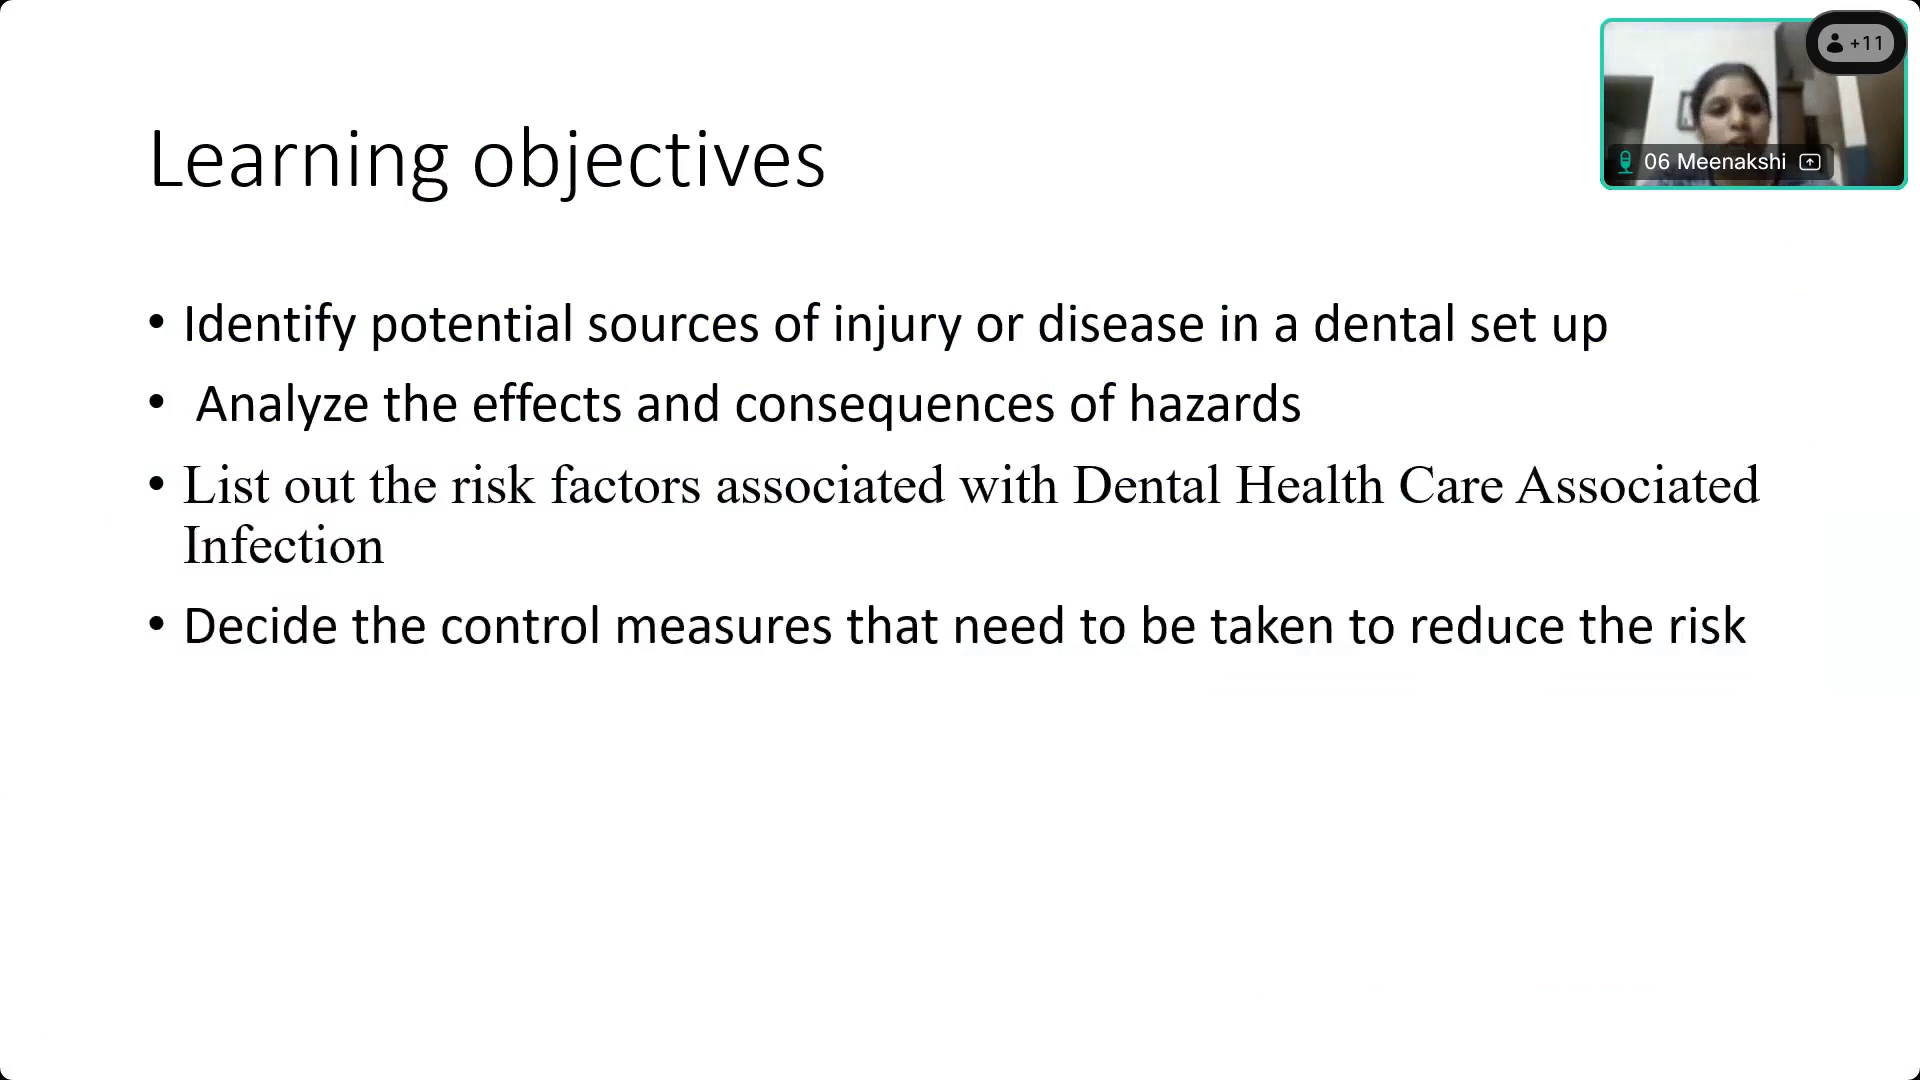 +11
06 Meenakshi
Learning objectives
• Identify potential sources of injury or disease in a dental set up
• Analyze the effects and consequences of hazards
• List out the risk factors associated with Dental Health Care Associated
Infection
• Decide the control measures that need to be taken to reduce the risk